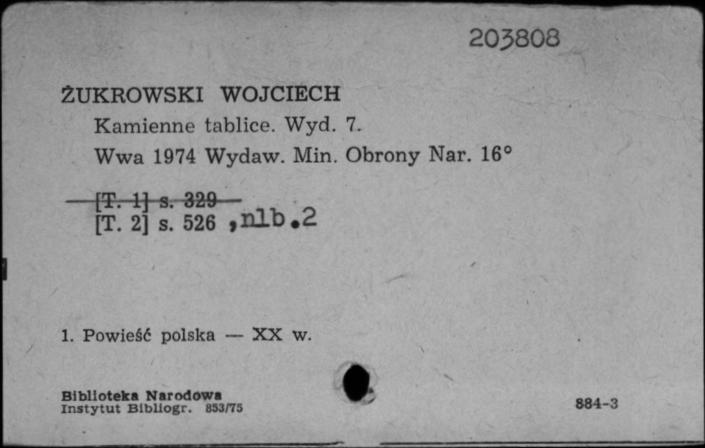 203808
ŻUKROWSKI WOJCIECH
Kamienne tablice. Wyd. 7.
Wwa 1974 Wydaw. Min. Obrony Nar. 16°
[T. 1] s. 329
[T. 2] s. 526 ,nlb.2
1. Powieść polska — XX w.
Biblioteka Narodowa
Instytut Bibliogr. 853/75
884-3